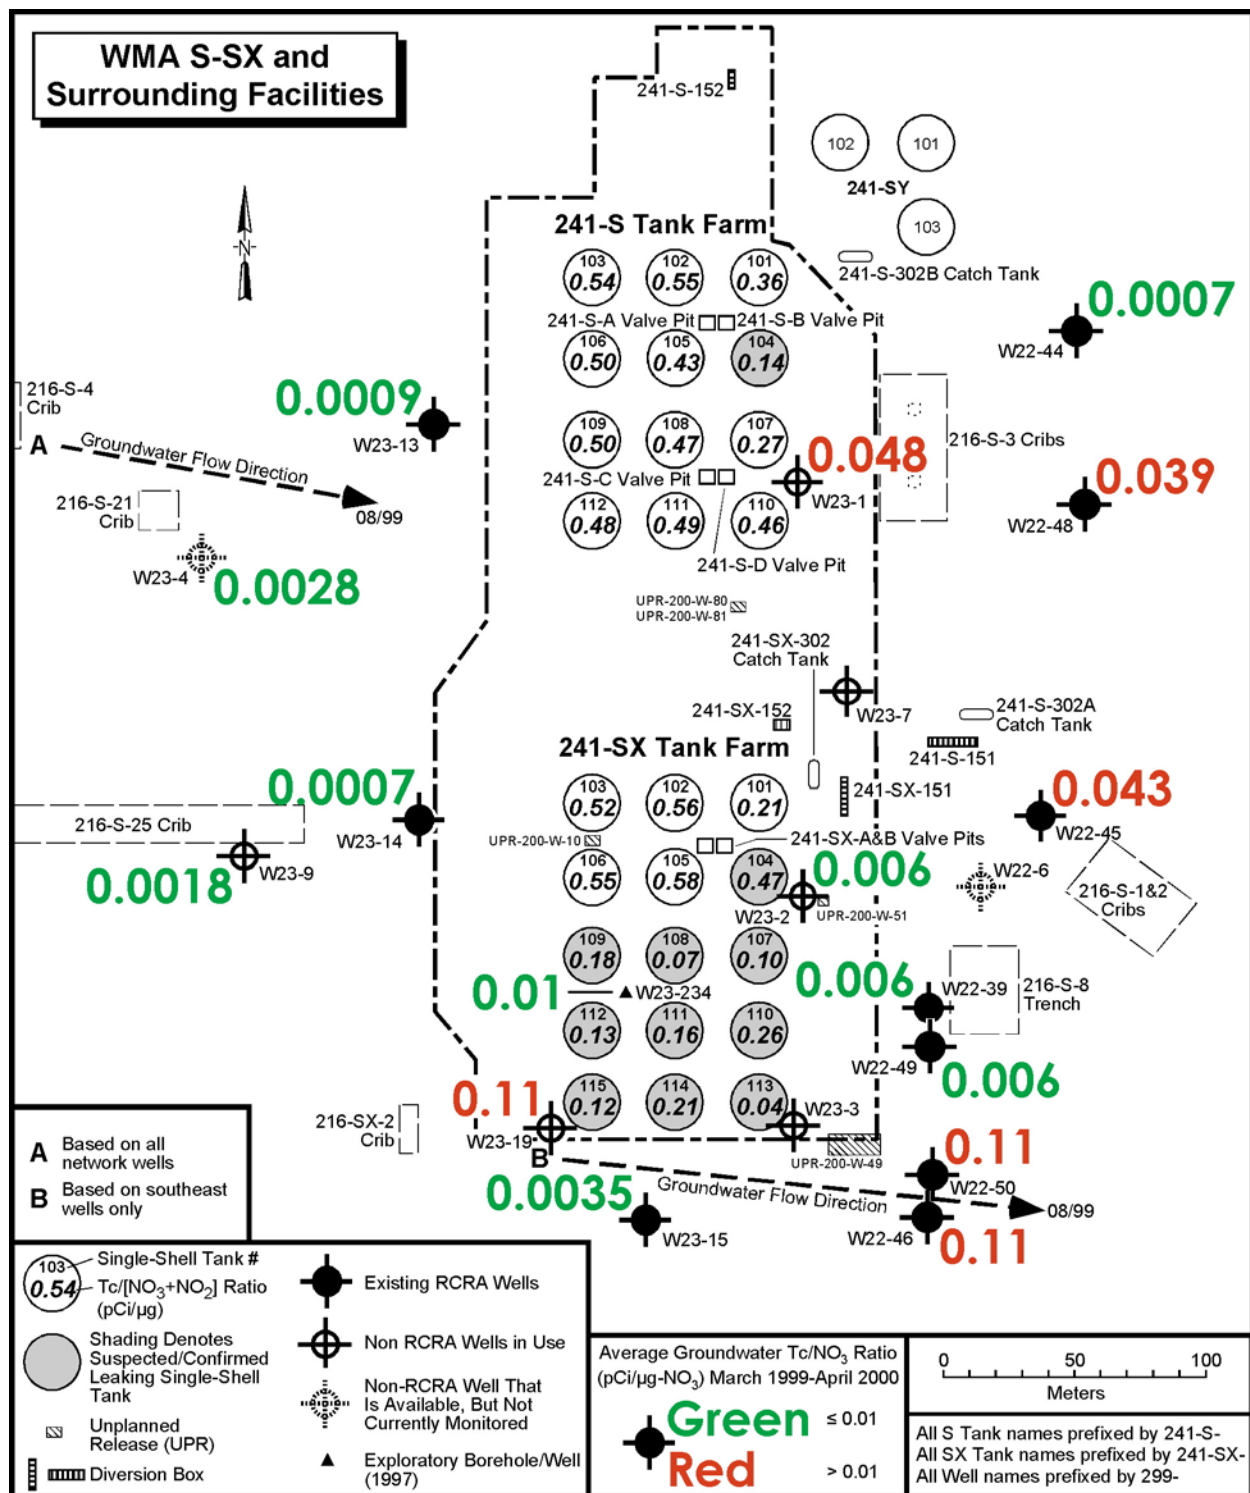 WMA S-SX and
Surrounding Facilities
241-S-152
102
101
241-SY
103
241-S-302B Catch Tank
N
241-S Tank Farm
103
0.54
102
0.55
101
0.36
241-S-A Valve Pit
241-S-B Valve Pit
106
0.50
105
0.43
104
0.14
109
0.50
108
0.47
107
0.27
241-S-C Valve Pit
112
0.48
111
0.49
110
0.46
241-S-D Valve Pit
0.0007
W22-44
216-S-4
Crib
0.0009
W23-13
A
Groundwater Flow Direction
08/99
216-S-21
Crib
W23-4
0.0028
0.048
W23-1
216-S-3 Cribs
0.039
W22-48
UPR-200-W-80
UPR-200-W-81
241-SX-302
Catch Tank
W23-7
241-SX-152
241-S-302A
Catch Tank
241-S-151
241-SX Tank Farm
103
0.52
102
0.56
101
0.21
241-SX-151
0.043
W22-45
0.0007
216-S-25 Crib
W23-14
UPR-200-W-10
241-SX-A&B Valve Pits
W23-9
0.0018
106
0.55
105
0.58
104
0.47
0.006
W23-2
UPR-200-W-51
W22-6
216-S-1&2
Cribs
109
0.18
108
0.07
107
0.10
0.01
W23-234
0.006
W22-39
216-S-8
Trench
112
0.13
111
0.16
110
0.26
W22-49
0.006
115
0.12
114
0.21
113
0.04
0.11
W23-19
W23-3
216-SX-2
Crib
UPR-200-W-49
B
Groundwater Flow Direction
08/99
0.0035
W23-15
0.11
W22-50
W22-46
0.11
A Based on all
network wells
B Based on southeast
wells only
103
Single-Shell Tank #
0.54
Tc/[NO3+NO2] Ratio
(pCi/µg)
Shading Denotes
Suspected/Confirmed
Leaking Single-Shell
Tank
Unplanned
Release (UPR)
Diversion Box
Existing RCRA Wells
Non RCRA Wells in Use
Non-RCRA Well That
Is Available, But Not
Currently Monitored
Exploratory Borehole/Well
(1997)
Average Groundwater Tc/NO3 Ratio
(pCi/µg-NO3) March 1999-April 2000
Green ≤ 0.01
Red > 0.01
0 50 100
Meters
All S Tank names prefixed by 241-S-
All SX Tank names prefixed by 241-SX-
All Well names prefixed by 299-